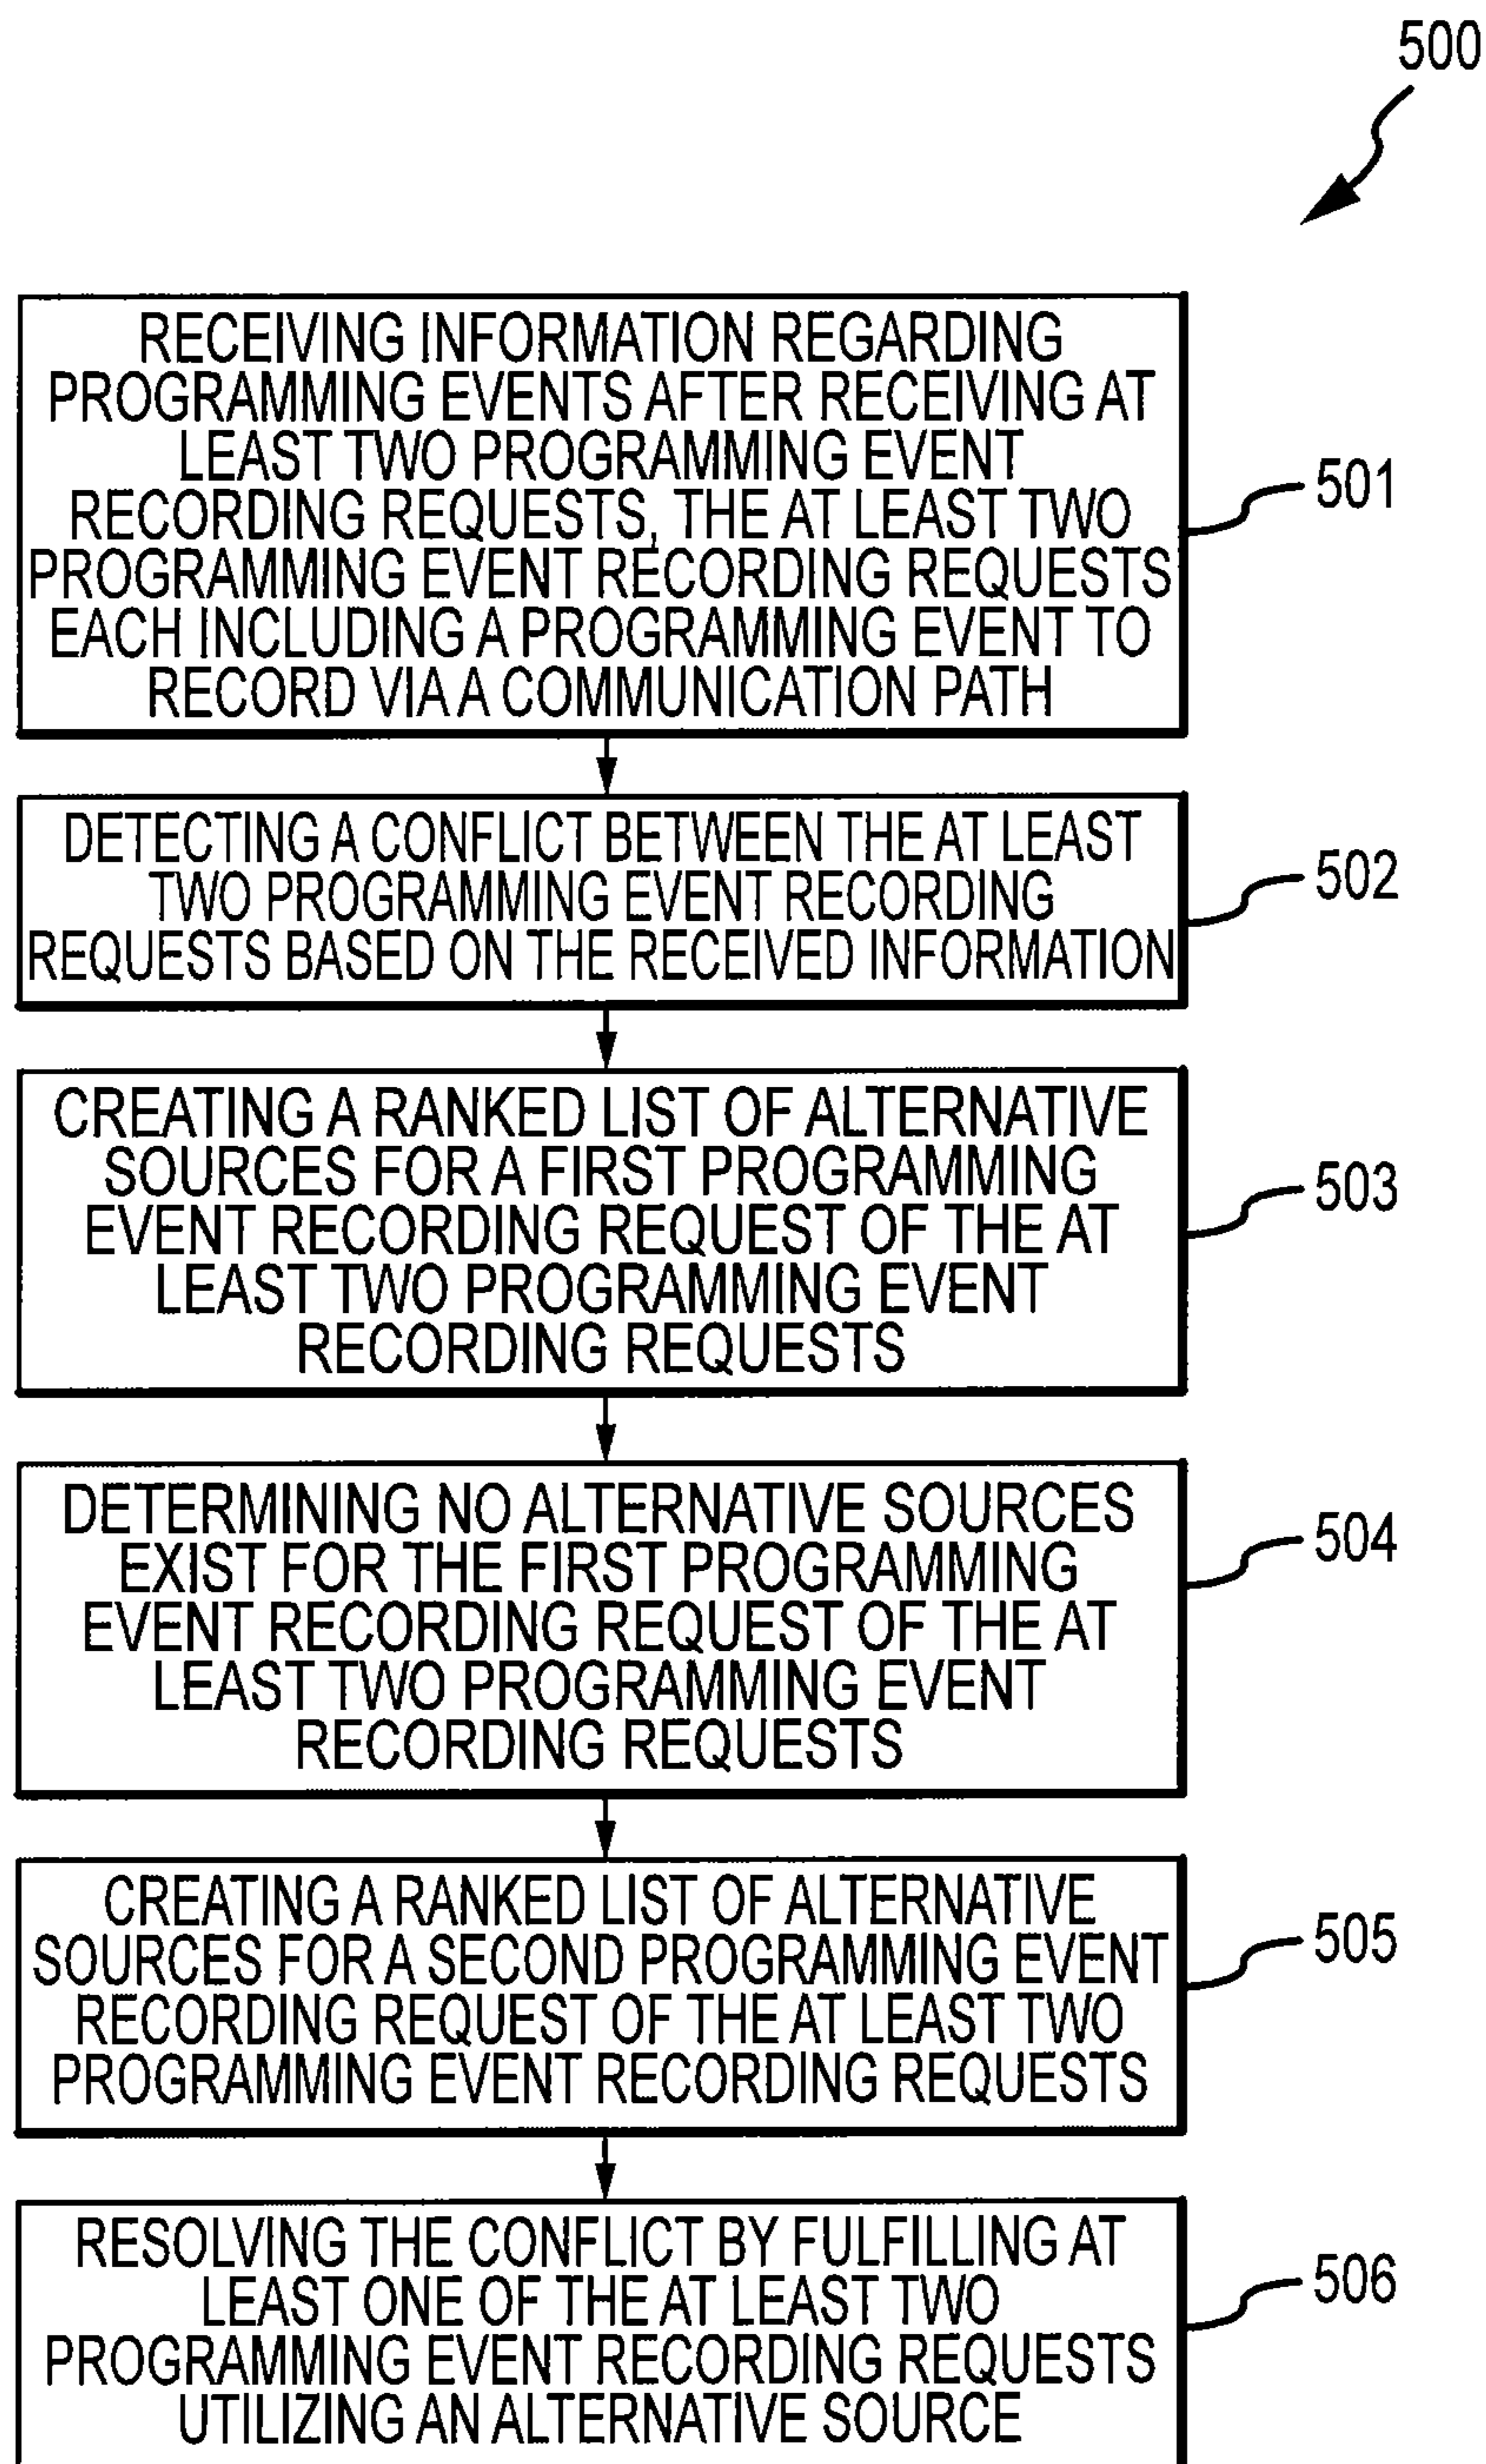 500
RECEIVING INFORMATION REGARDING
PROGRAMMING EVENTS AFTER RECEIVING AT
LEAST TWO PROGRAMMING EVENT
RECORDING REQUESTS, THE AT LEAST TWO
PROGRAMMING EVENT RECORDING REQUESTS
EACH INCLUDING A PROGRAMMING EVENT TO
RECORD VIA A COMMUNICATION PATH
501
DETECTING A CONFLICT BETWEEN THE AT LEAST
TWO PROGRAMMING EVENT RECORDING
REQUESTS BASED ON THE RECEIVED INFORMATION
502
CREATING A RANKED LIST OF ALTERNATIVE
SOURCES FOR A FIRST PROGRAMMING
EVENT RECORDING REQUEST OF THE AT
LEAST TWO PROGRAMMING EVENT
RECORDING REQUESTS
503
DETERMINING NO ALTERNATIVE SOURCES
EXIST FOR THE FIRST PROGRAMMING
EVENT RECORDING REQUEST OF THE AT
LEAST TWO PROGRAMMING EVENT
RECORDING REQUESTS
504
CREATING A RANKED LIST OF ALTERNATIVE
SOURCES FOR A SECOND PROGRAMMING EVENT
RECORDING REQUEST OF THE AT LEAST TWO
PROGRAMMING EVENT RECORDING REQUESTS
505
RESOLVING THE CONFLICT BY FULFILLING AT
LEAST ONE OF THE AT LEAST TWO
PROGRAMMING EVENT RECORDING REQUESTS
UTILIZING AN ALTERNATIVE SOURCE
506